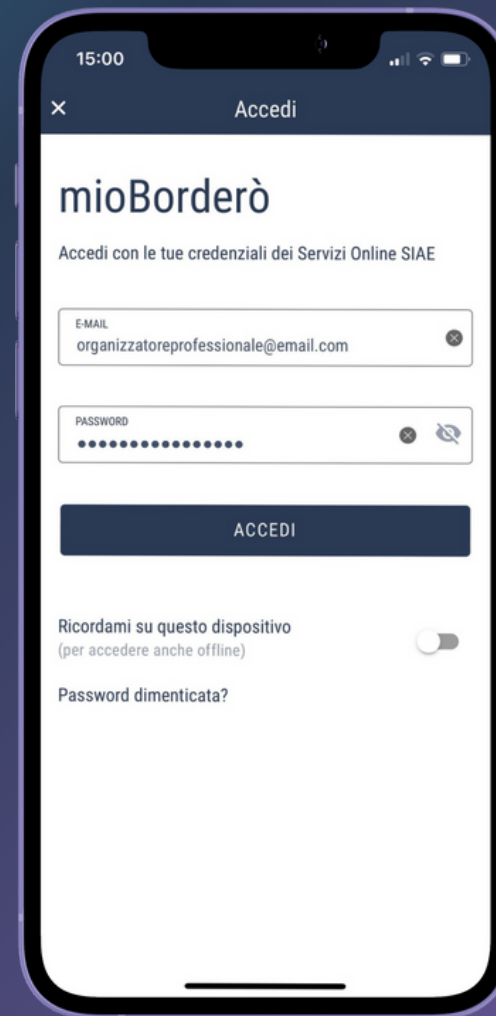 15:00
Accedi
mioBorderò
Accedi con le tue credenziali dei Servizi Online SIAE
E-MAIL
organizzatoreprofessionale@email.com
PASSWORD
ACCEDI
Ricordami su questo dispositivo
(per accedere anche offline)
Password dimenticata?